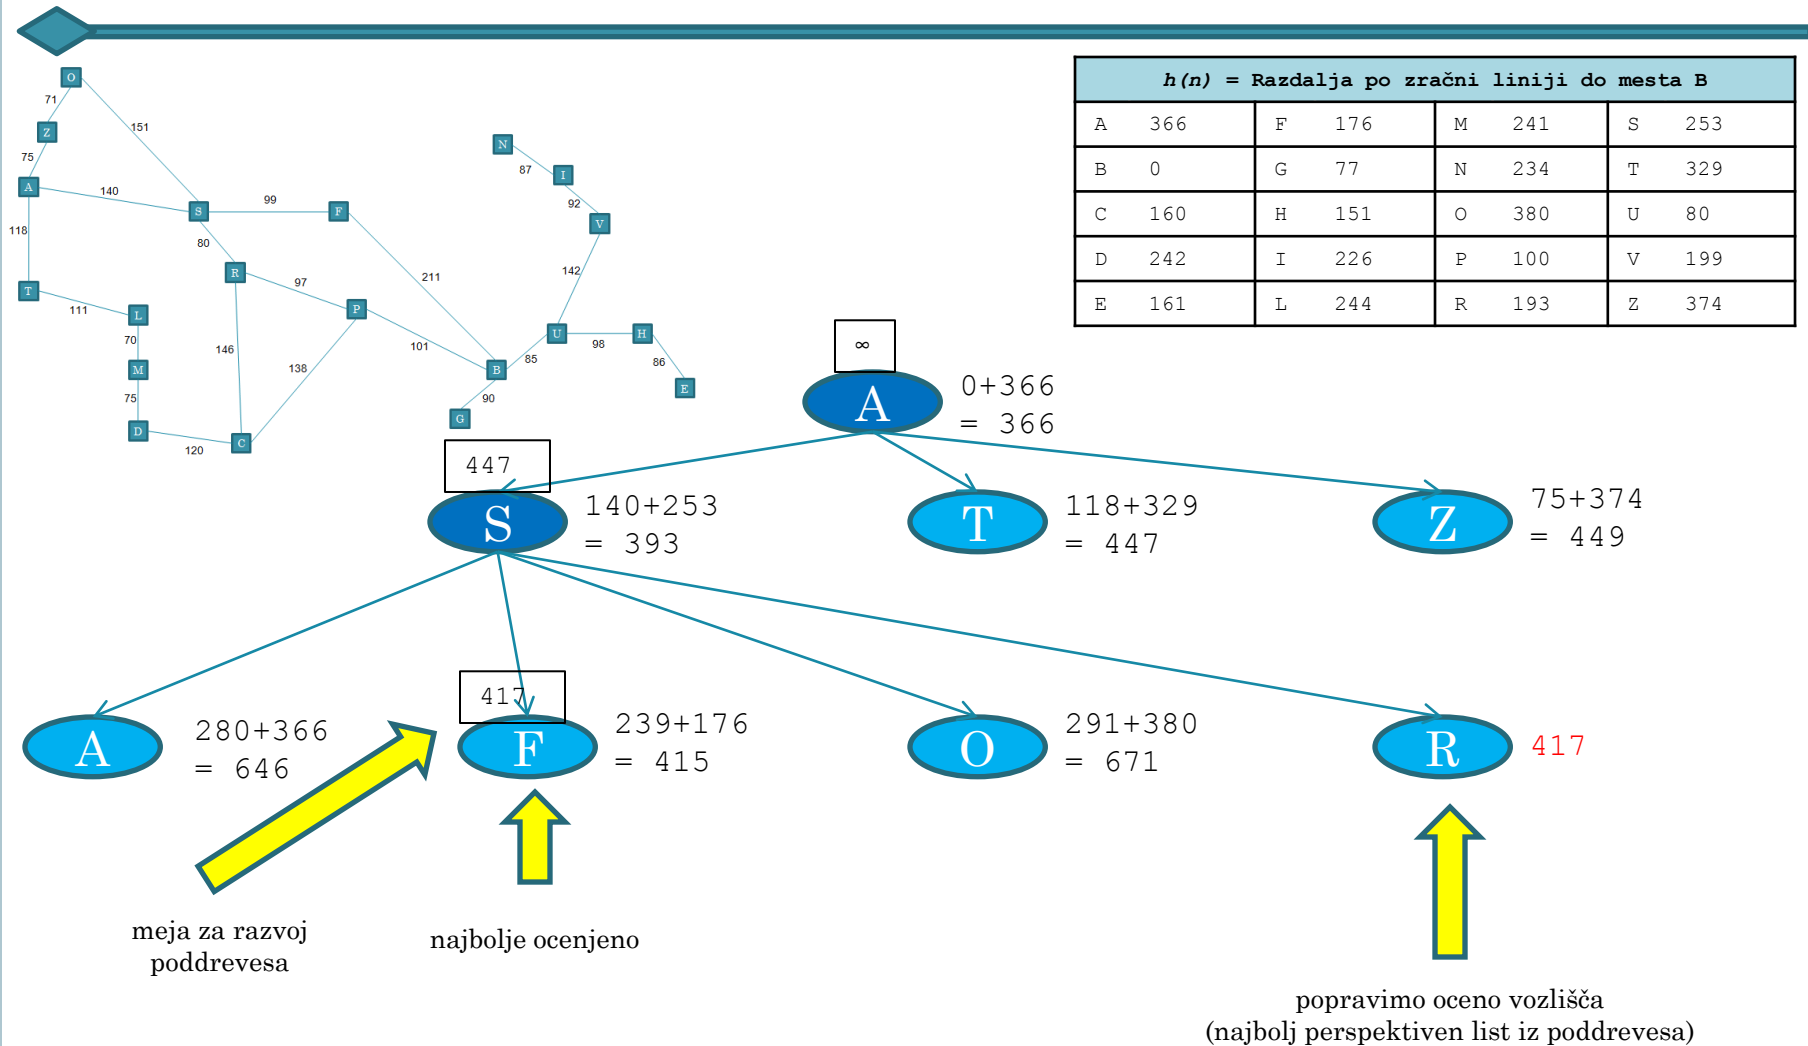 h(n) = Razdalja po zračni liniji do mesta B
A 366 F 176 M 241 S 253
B 0 G 77 N 234 T 329
C 160 H 151 O 380 U 80
D 242 I 226 P 100 V 199
E 161 L 244 R 193 Z 374
O
71
Z
151
75
A
140
S
99
F
118
80
R
T
111
97
P
L
70
146
M
138
75
D
120
C
211
101
N
87
I
92
V
142
U
98
H
86
E
85
B
90
G
∞
A
0+366
= 366
447
S
140+253
= 393
T
118+329
= 447
Z
75+374
= 449
A
280+366
= 646
417
F
239+176
= 415
O
291+380
= 671
R
417
meja za razvoj
poddrevesa
najbolje ocenjeno
popravimo oceno vozlišča
(najbolj perspektiven list iz poddrevesa)